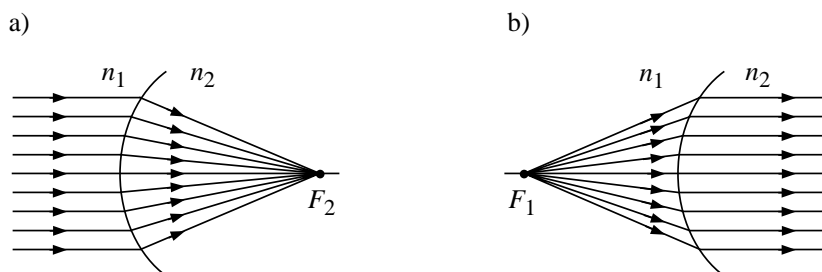 a)
b)
n₁ n₂
n₁ n₂
F₂
F₁